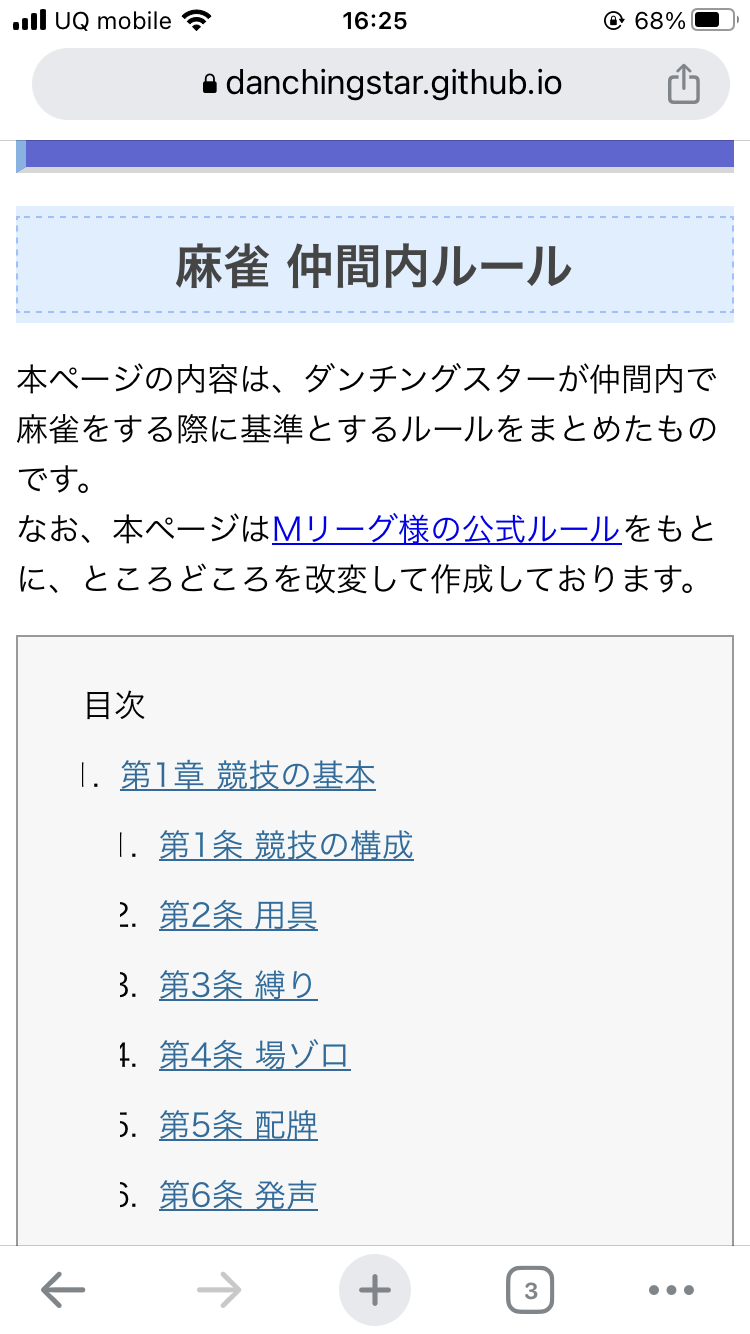 UQ mobile 16:25 68%
danchingstar.github.io
麻雀 仲間内ルール
本ページの内容は、ダンチングスターが仲間内で
麻雀をする際に基準とするルールをまとめたもの
です。
なお、本ページはMリーグ様の公式ルールをもと
に、ところどころを改変して作成しております。
目次
1. 第1章 競技の基本
1. 第1条 競技の構成
2. 第2条 用具
3. 第3条 縛り
4. 第4条 場ゾロ
5. 第5条 配牌
6. 第6条 発声
3